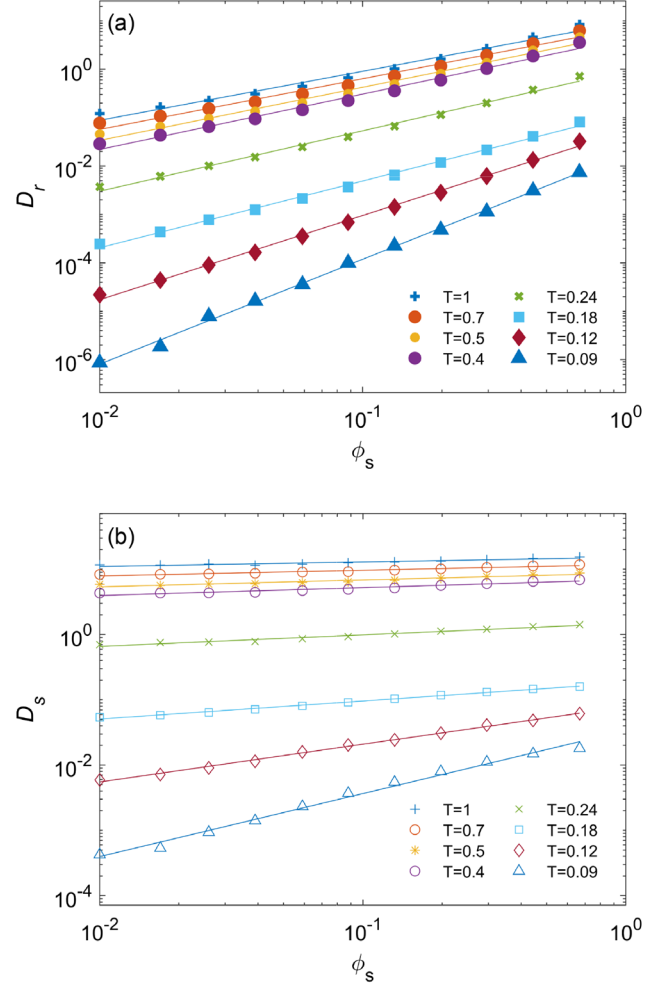 (a)
10^0
10^-2
10^-4
10^-6
D_r
T=1 T=0.24
T=0.7 T=0.18
T=0.5 T=0.12
T=0.4 T=0.09
10^-2 10^-1 10^0
ϕ_s
(b)
10^0
10^-2
10^-4
D_s
T=1 T=0.24
T=0.7 T=0.18
T=0.5 T=0.12
T=0.4 T=0.09
10^-2 10^-1 10^0
ϕ_s